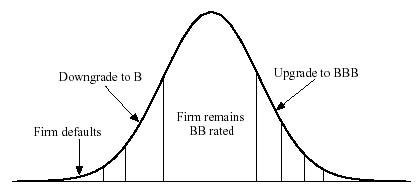 Downgrade to B
Upgrade to BBB
Firm remains
BB rated
Firm defaults